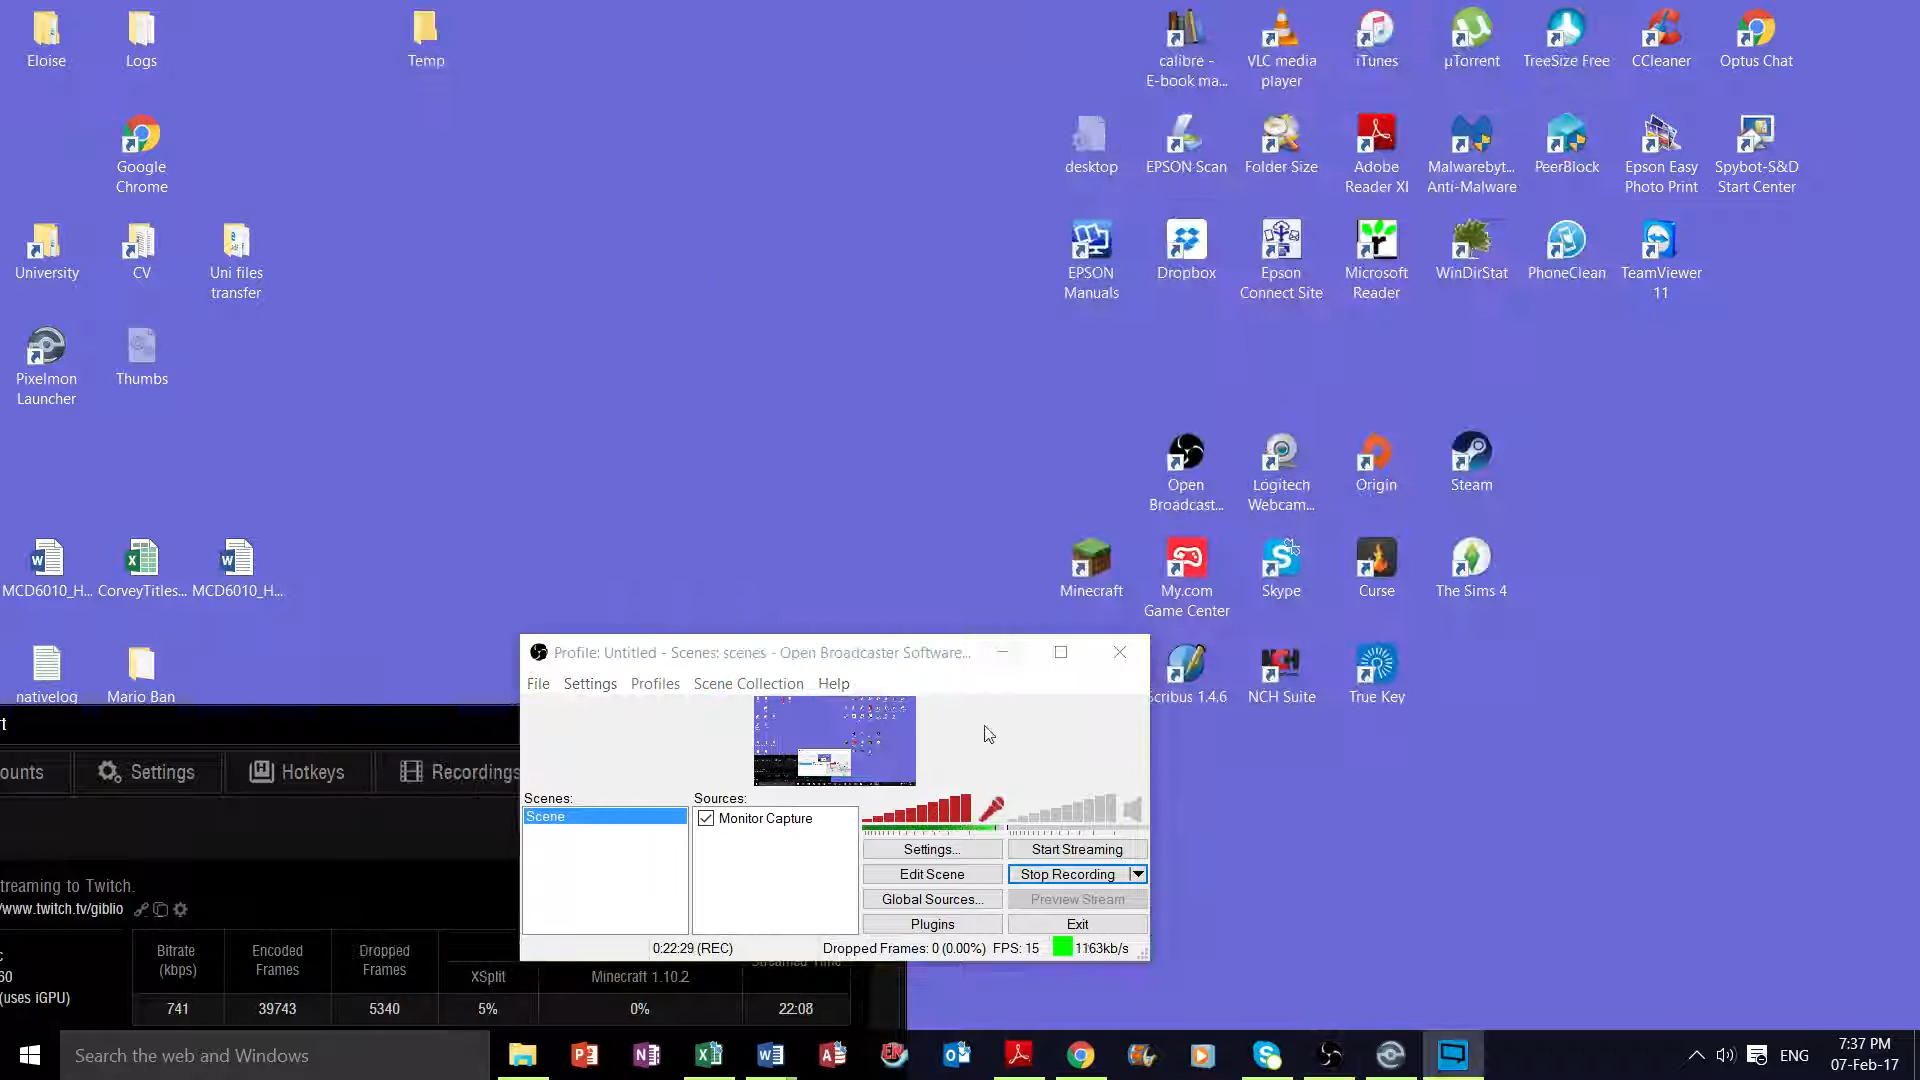 Eloise
Logs
Temp
calibre -
E-book ma...
VLC media
player
iTunes
µTorrent
TreeSize Free
CCleaner
Optus Chat
Google
Chrome
desktop
EPSON Scan
Folder Size
Adobe
Reader XI
Malwarebyt...
Anti-Malware
PeerBlock
Epson Easy
Photo Print
Spybot-S&D
Start Center
University
CV
Uni files
transfer
EPSON
Manuals
Dropbox
Epson
Connect Site
Microsoft
Reader
WinDirStat
PhoneClean
TeamViewer
11
Pixelmon
Launcher
Thumbs
Open
Broadcast...
Logitech
Webcam...
Origin
Steam
MCD6010_H...
CorveyTitles...
MCD6010_H...
Minecraft
My.com
Game Center
Skype
Curse
The Sims 4
nativelog
Mario Ban
Scribus 1.4.6
NCH Suite
True Key
Profile: Untitled - Scenes: scenes - Open Broadcaster Software...
File Settings Profiles Scene Collection Help
Scenes:
Scene
Sources:
Monitor Capture
Settings...
Start Streaming
Edit Scene
Stop Recording
Global Sources...
Preview Stream
Plugins
Exit
0:22:29 (REC)
Dropped Frames: 0 (0.00%) FPS: 15
1163kb/s
rt
ounts
Settings
Hotkeys
Recordings
treaming to Twitch.
/www.twitch.tv/giblio
c
60
(uses iGPU)
Bitrate
(kbps)
Encoded
Frames
Dropped
Frames
XSplit
Minecraft 1.10.2
Streamed Time
741
39743
5340
5%
0%
22:08
Search the web and Windows
ENG
7:37 PM
07-Feb-17